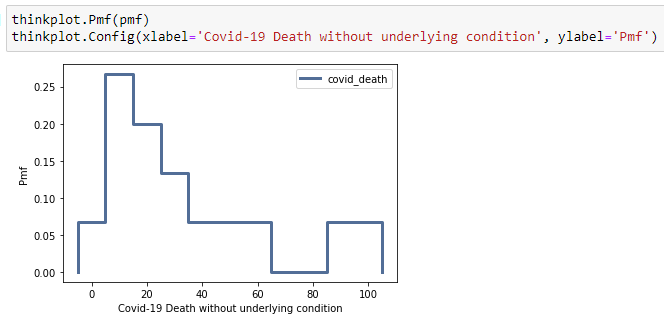 thinkplot.Pmf(pmf)
thinkplot.Config(xlabel='Covid-19 Death without underlying condition', ylabel='Pmf')
covid_death
0.25
0.20
0.15
0.10
0.05
0.00
Pmf
0 20 40 60 80 100
Covid-19 Death without underlying condition